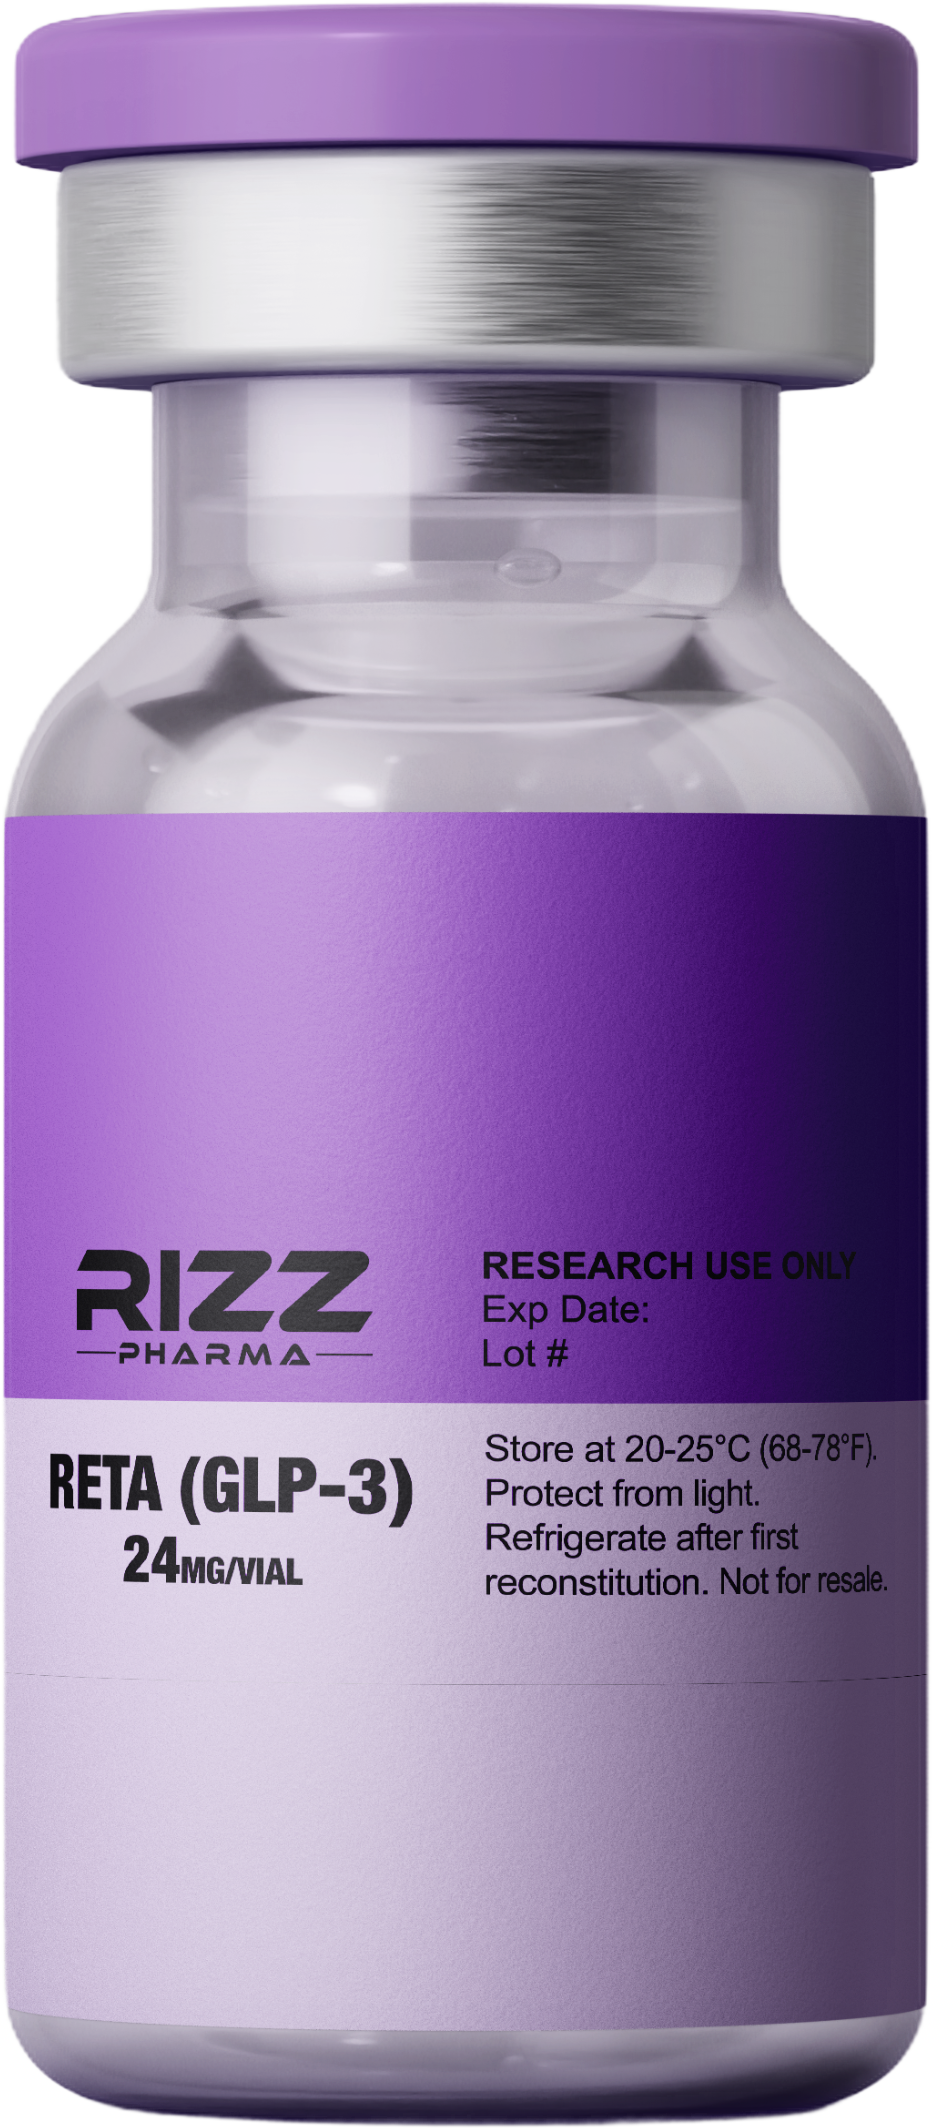 RIZZ
PHARMA
RESEARCH USE ONLY
Exp Date:
Lot #
RETA (GLP-3)
24MG/VIAL
Store at 20-25°C (68-78°F).
Protect from light.
Refrigerate after first
reconstitution. Not for resale.